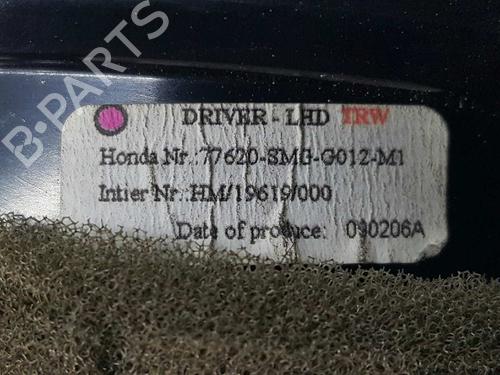 DRIVER - LHD TRW
Honda Nr.:77620-SMG-G012-M1
Intier Nr.:HM/19619/000
Date of produce: 090206A
B-PARTS